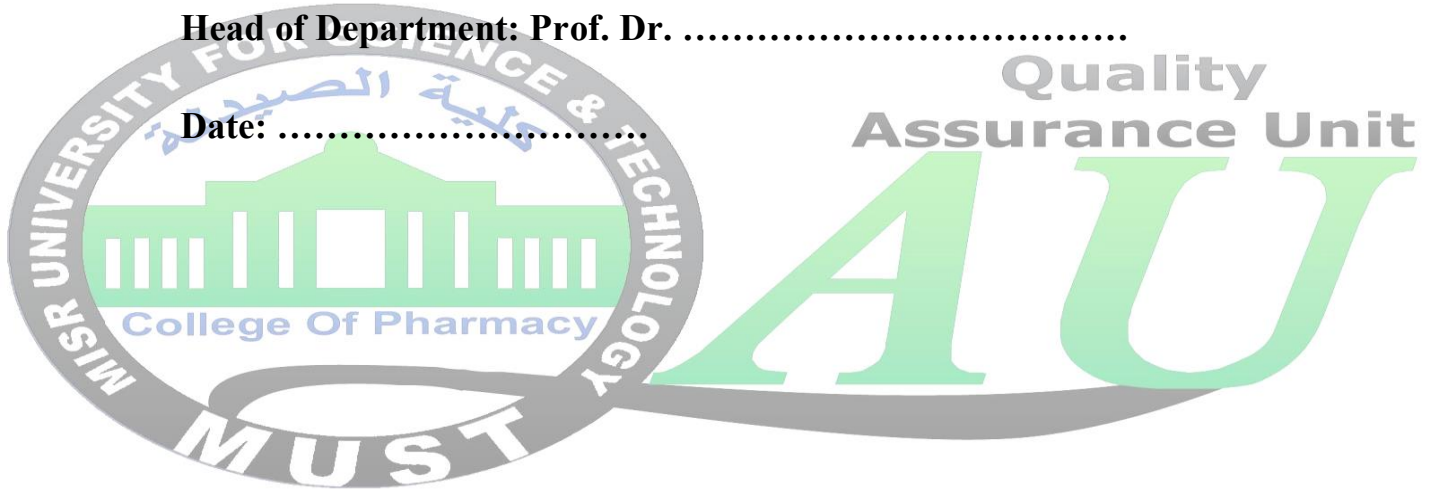 Head of Department: Prof. Dr. ………………………………
Date: …………………………
MISR UNIVERSITY FOR SCIENCE & TECHNOLOGY
كلية الصيدلة
College Of Pharmacy
MUST
Quality
Assurance Unit
AU